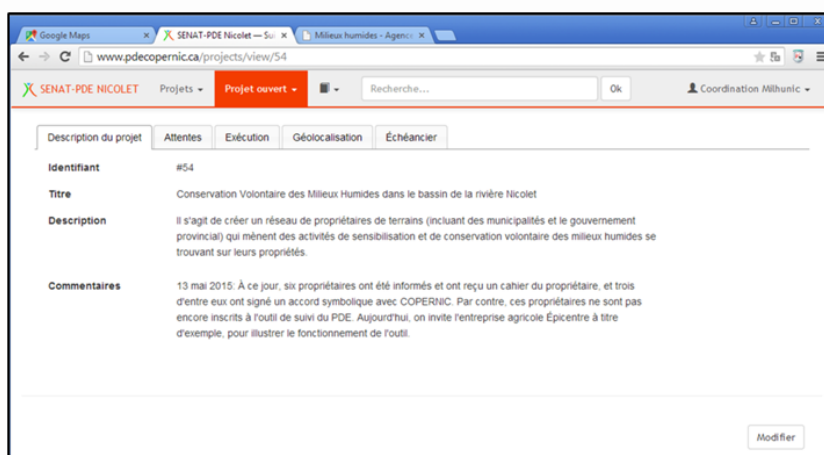 Google Maps
SENAT-PDE Nicolet — Sui
Milieux humides - Agence
www.pdecopernic.ca/projects/view/54
SENAT-PDE NICOLET Projets Projet ouvert Recherche... Ok Coordination Milhunic
Description du projet Attentes Exécution Géolocalisation Échéancier
Identifiant #54
Titre Conservation Volontaire des Milieux Humides dans le bassin de la rivière Nicolet
Description Il s'agit de créer un réseau de propriétaires de terrains (incluant des municipalités et le gouvernement
provincial) qui mènent des activités de sensibilisation et de conservation volontaire des milieux humides se
trouvant sur leurs propriétés.
Commentaires 13 mai 2015: À ce jour, six propriétaires ont été informés et ont reçu un cahier du propriétaire, et trois
d'entre eux ont signé un accord symbolique avec COPERNIC. Par contre, ces propriétaires ne sont pas
encore inscrits à l'outil de suivi du PDE. Aujourd'hui, on invite l'entreprise agricole Épicentre à titre
d'exemple, pour illustrer le fonctionnement de l'outil.
Modifier